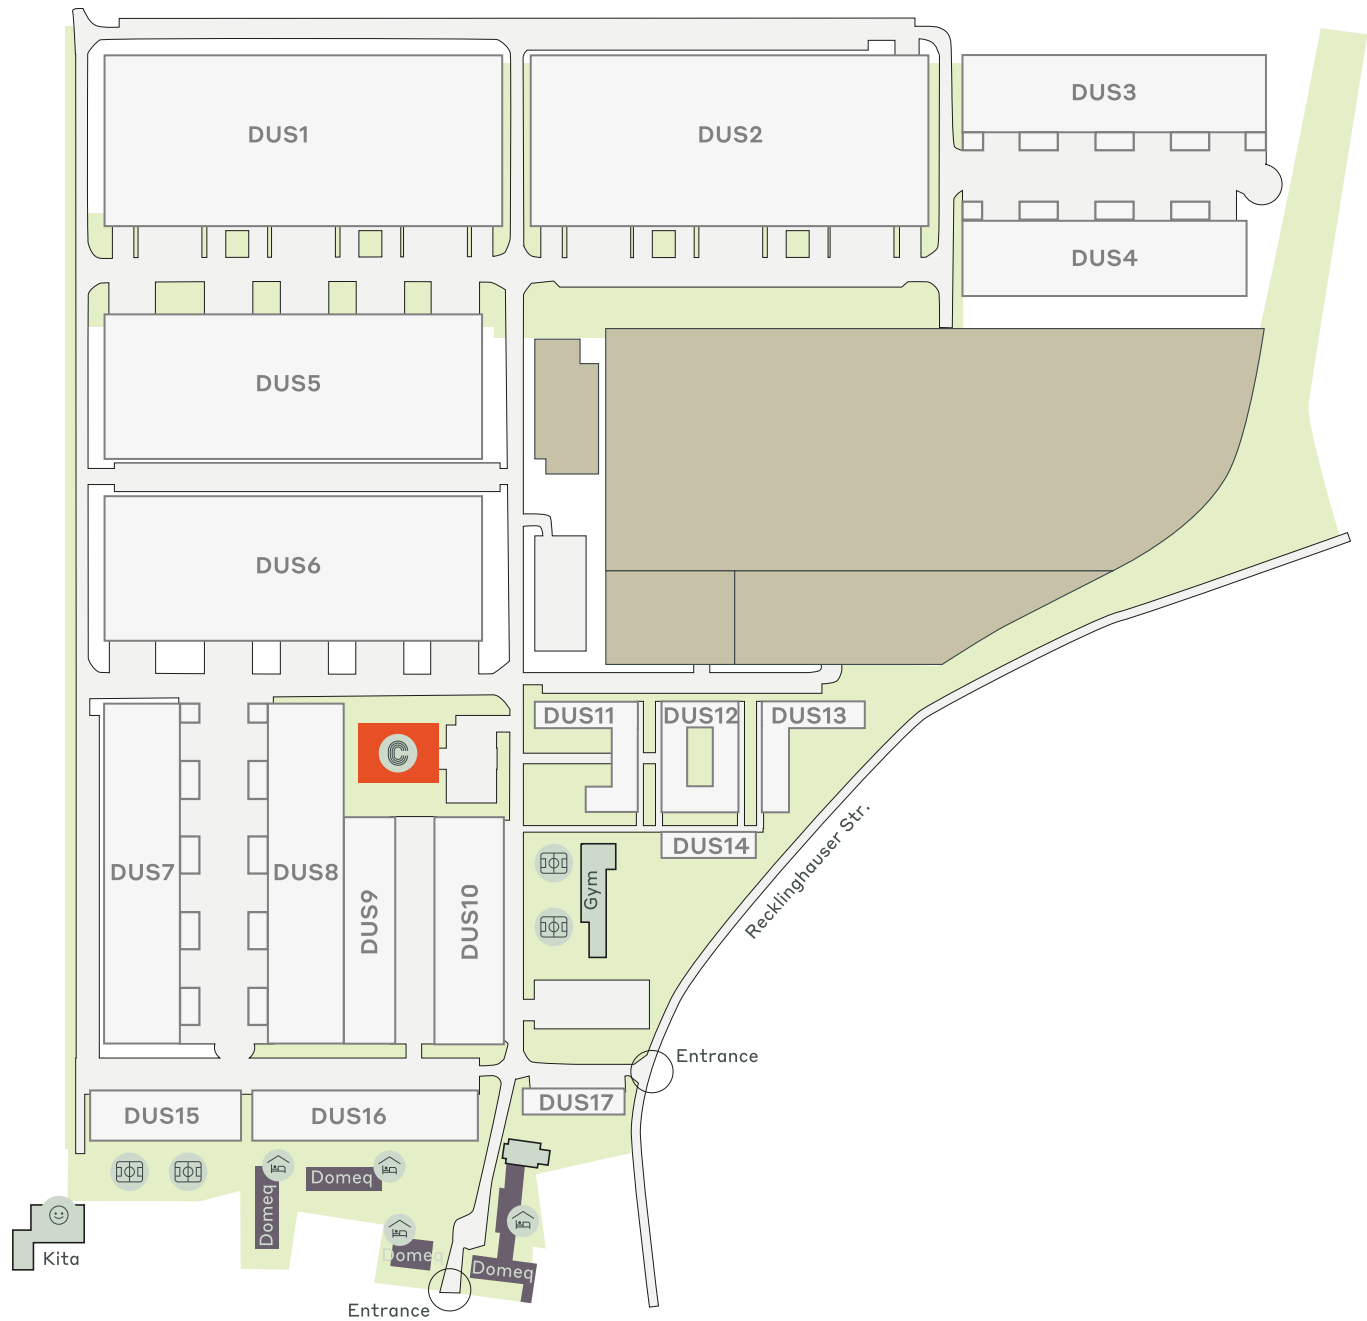 DUS3
DUS1
DUS2
DUS4
DUS5
DUS6
DUS11
DUS12
DUS13
C
Recklinghauser Str.
DUS14
DUS7
DUS8
Gym
DUS9
DUS10
Entrance
DUS17
DUS15
DUS16
Domeq
Domeq
Kita
Domeq
Domeq
Entrance